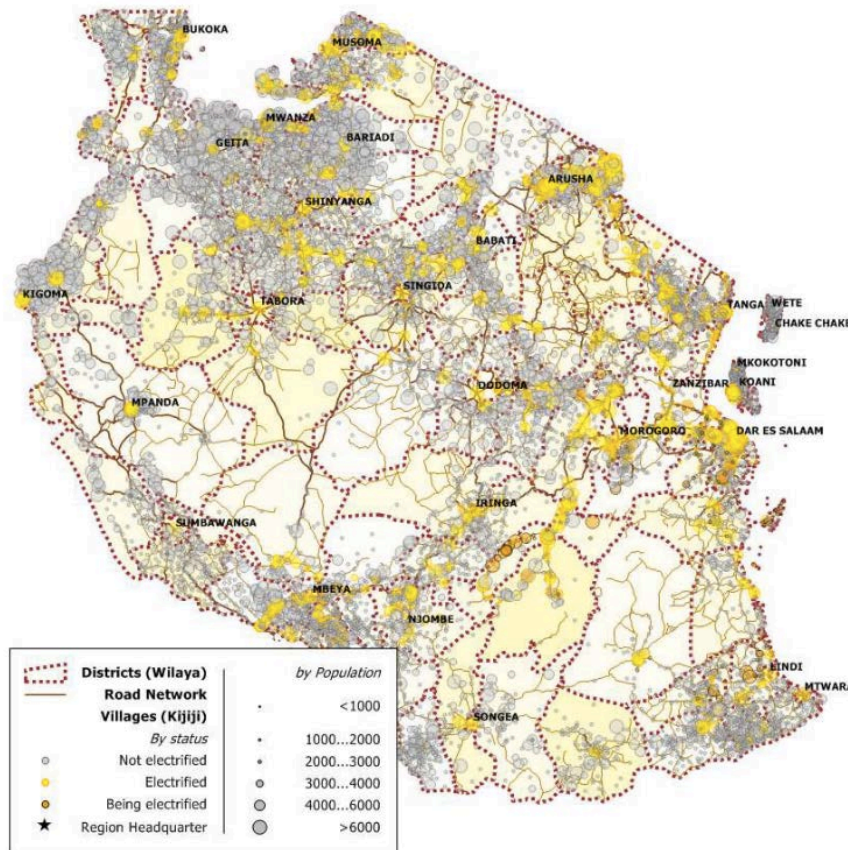 BUKOKA
MUSOMA
MWANZA
GEITA
BARIADI
SHINYANGA
ARUSHA
BABATI
KIGOMA
TABORA
SINGIDA
TANGA
WETE
CHAKE CHAKE
MKOKOTONI
ZANZIBAR
KOANI
DODOMA
MPANDA
MOROGORO
DAR ES SALAAM
IRINGA
SUMBAWANGA
MBEYA
NJOMBE
LINDI
MTWARA
SONGEA
Districts (Wilaya)
Road Network
Villages (Kijiji)
By status
Not electrified
Electrified
Being electrified
Region Headquarter
by Population
<1000
1000...2000
2000...3000
3000...4000
4000...6000
>6000